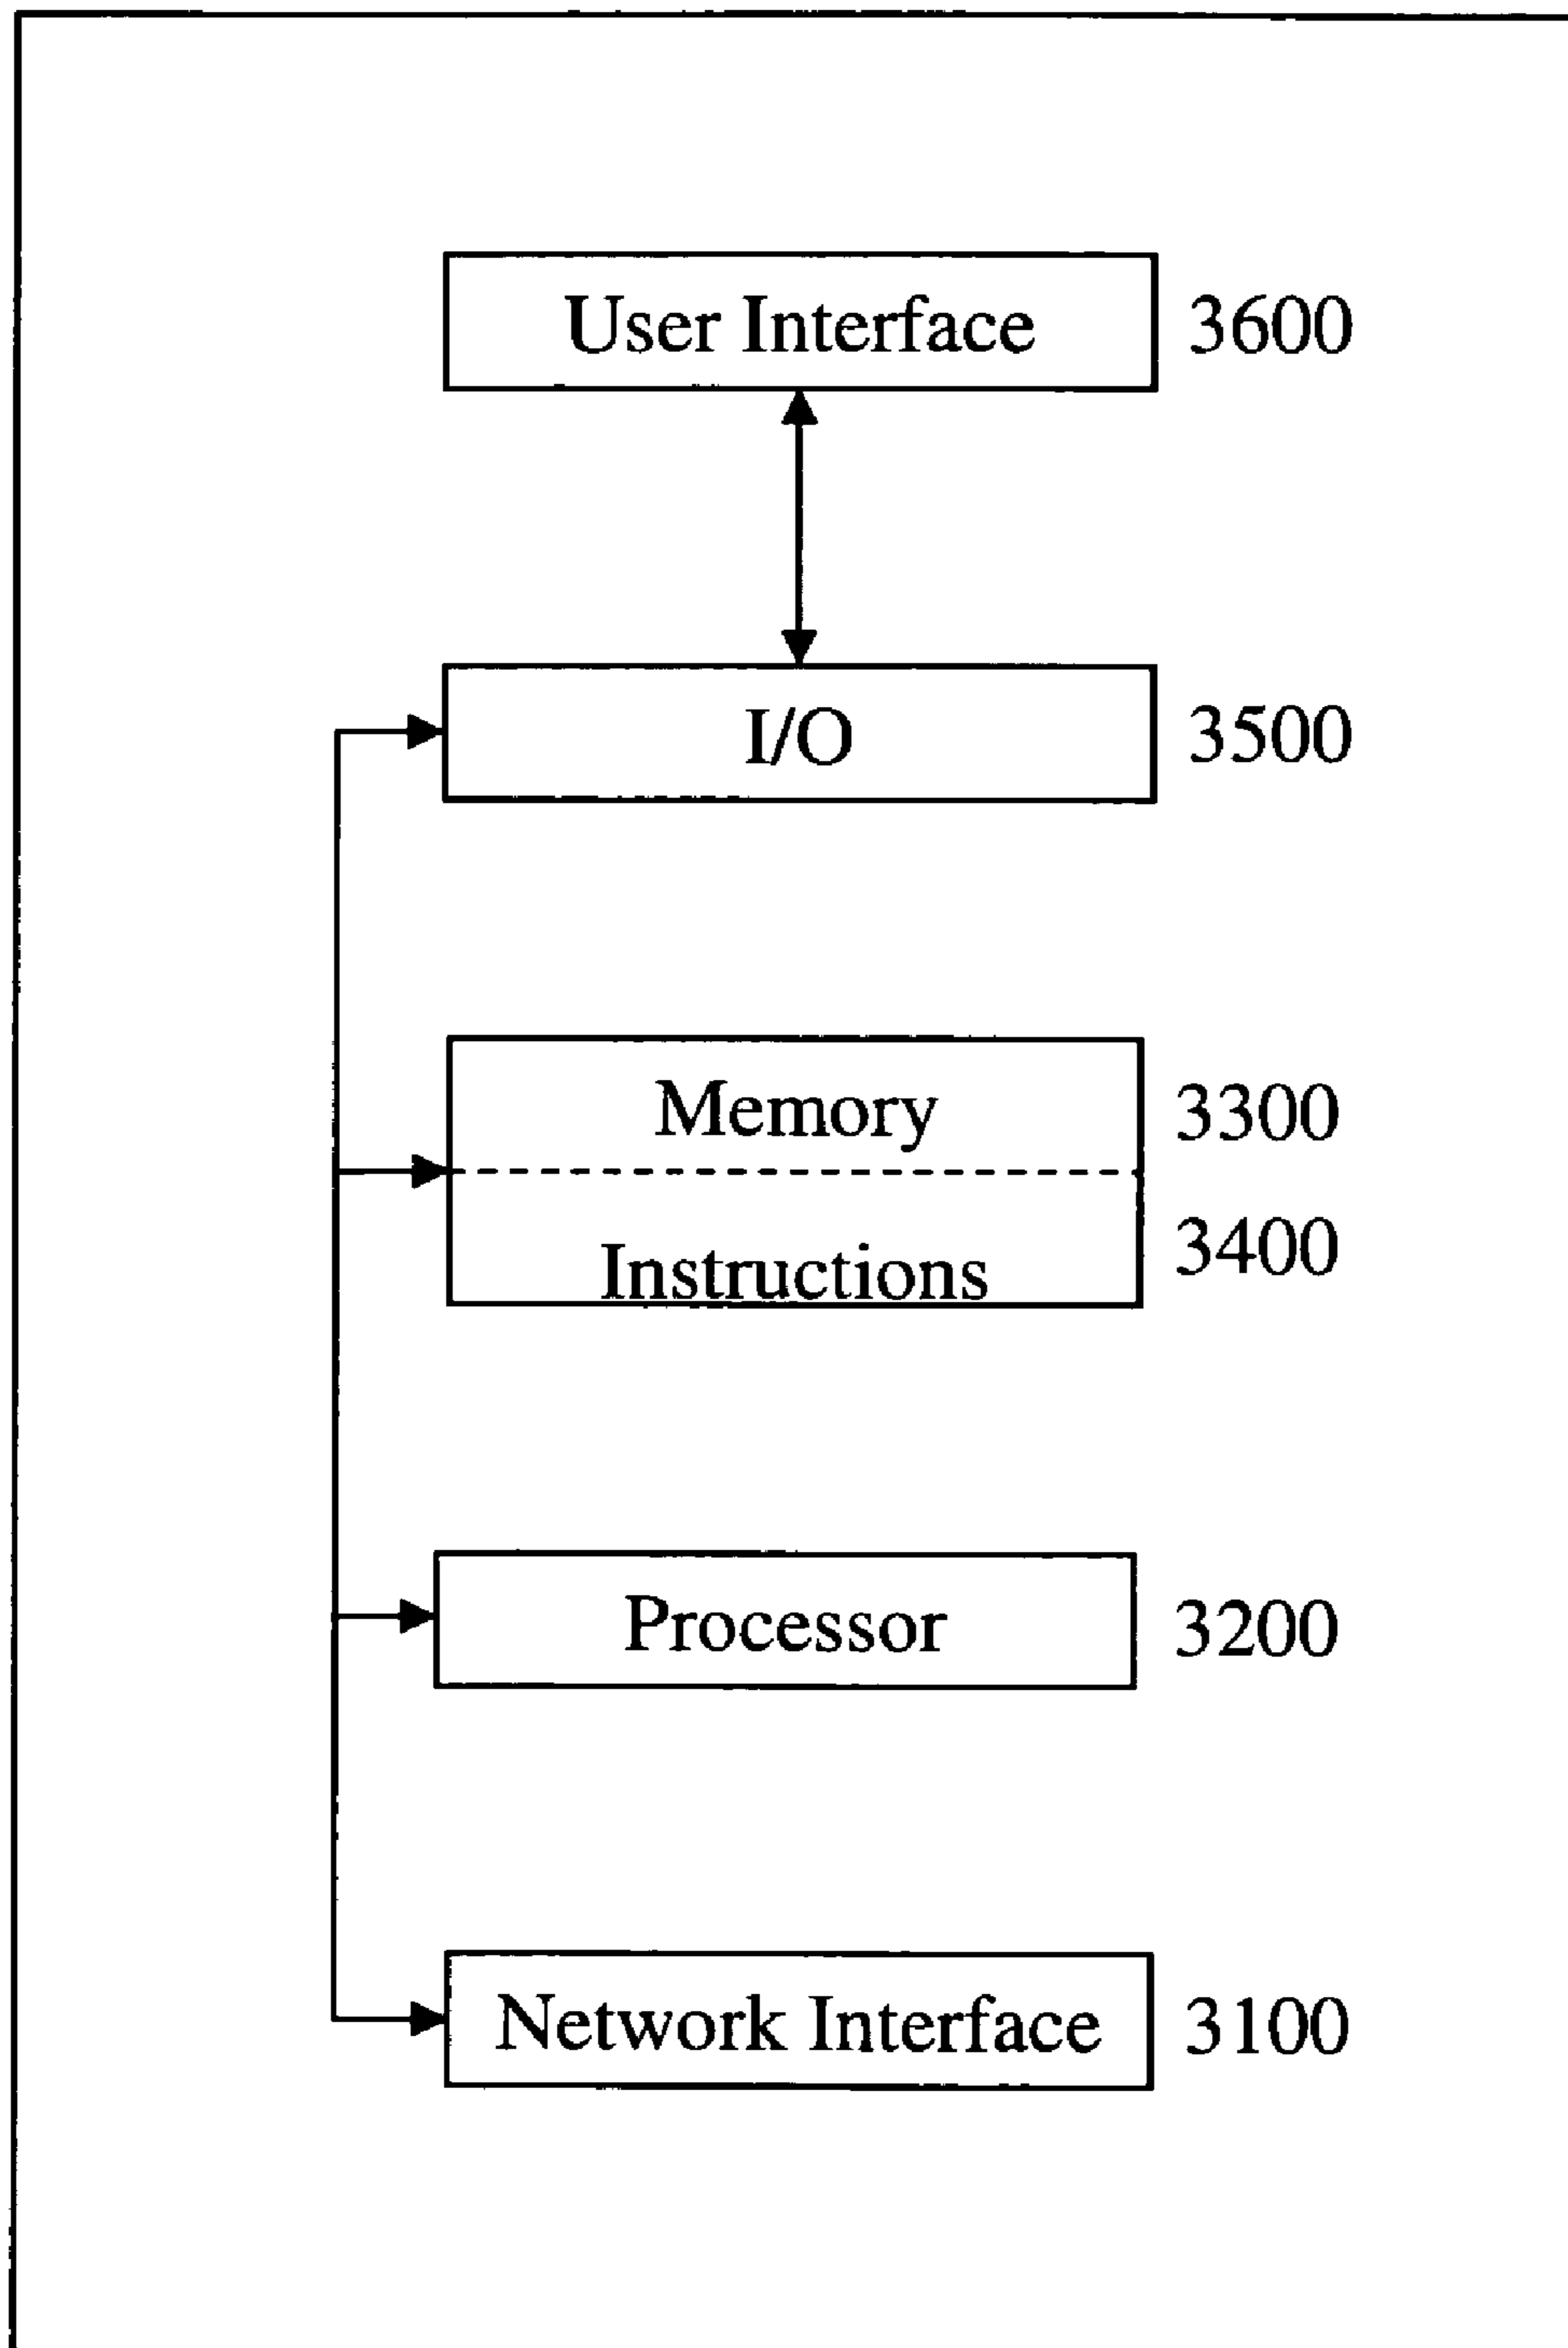 User Interface 3600
I/O 3500
Memory 3300
Instructions 3400
Processor 3200
Network Interface 3100